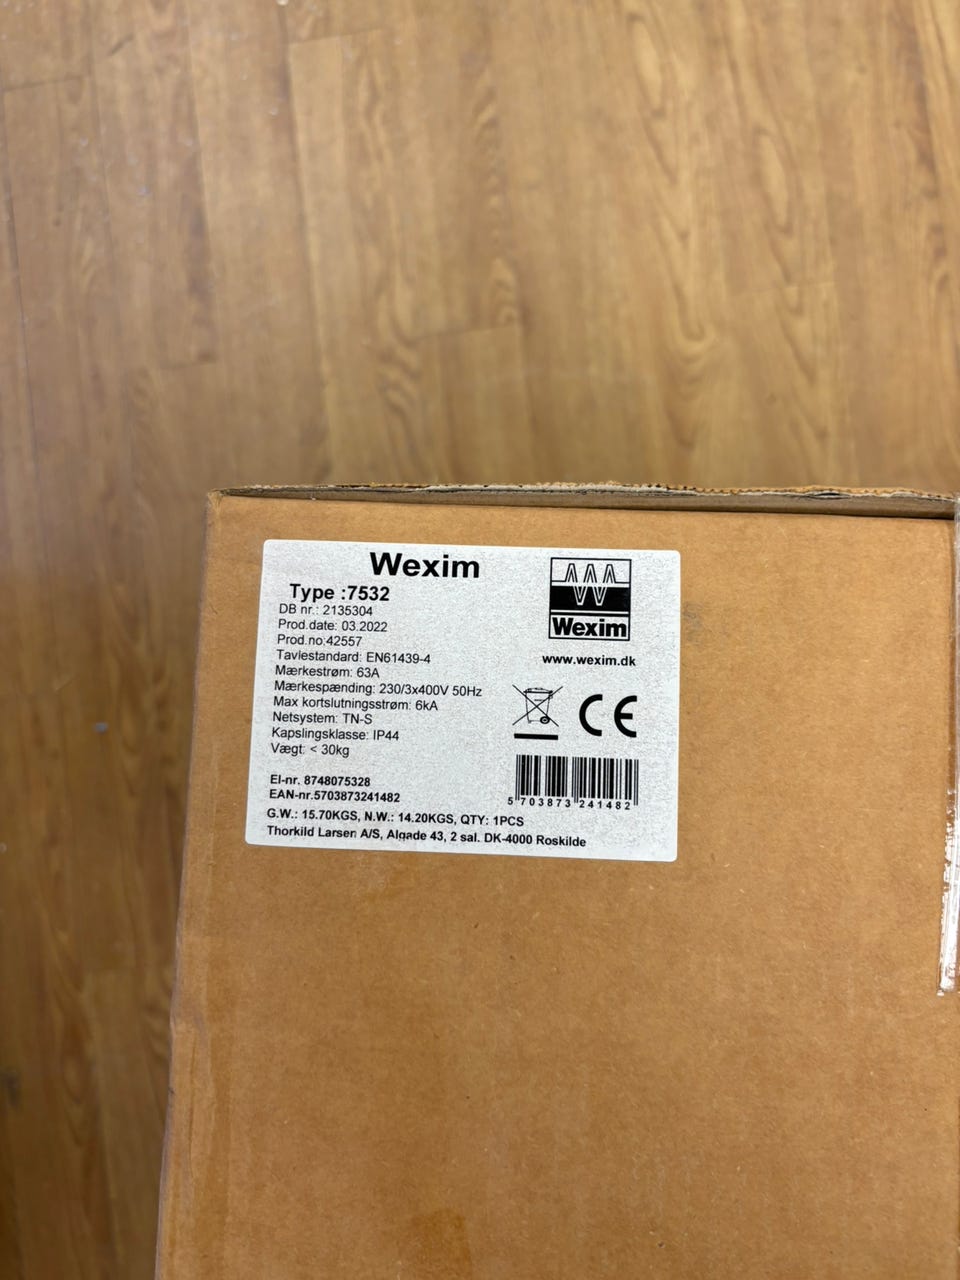 Wexim
Type :7532
DB nr.: 2135304
Prod.date: 03.2022
Prod.no:42557
Tavlestandard: EN61439-4
Mærkestrøm: 63A
Mærkespænding: 230/3x400V 50Hz
Max kortslutningsstrøm: 6kA
Netsystem: TN-S
Kapslingsklasse: IP44
Vægt: < 30kg
El-nr. 8748075328
EAN-nr.5703873241482
G.W.: 15.70KGS, N.W.: 14.20KGS, QTY: 1PCS
Thorkild Larsen A/S, Algade 43, 2 sal. DK-4000 Roskilde
Wexim
www.wexim.dk
CE
5 703873 241482